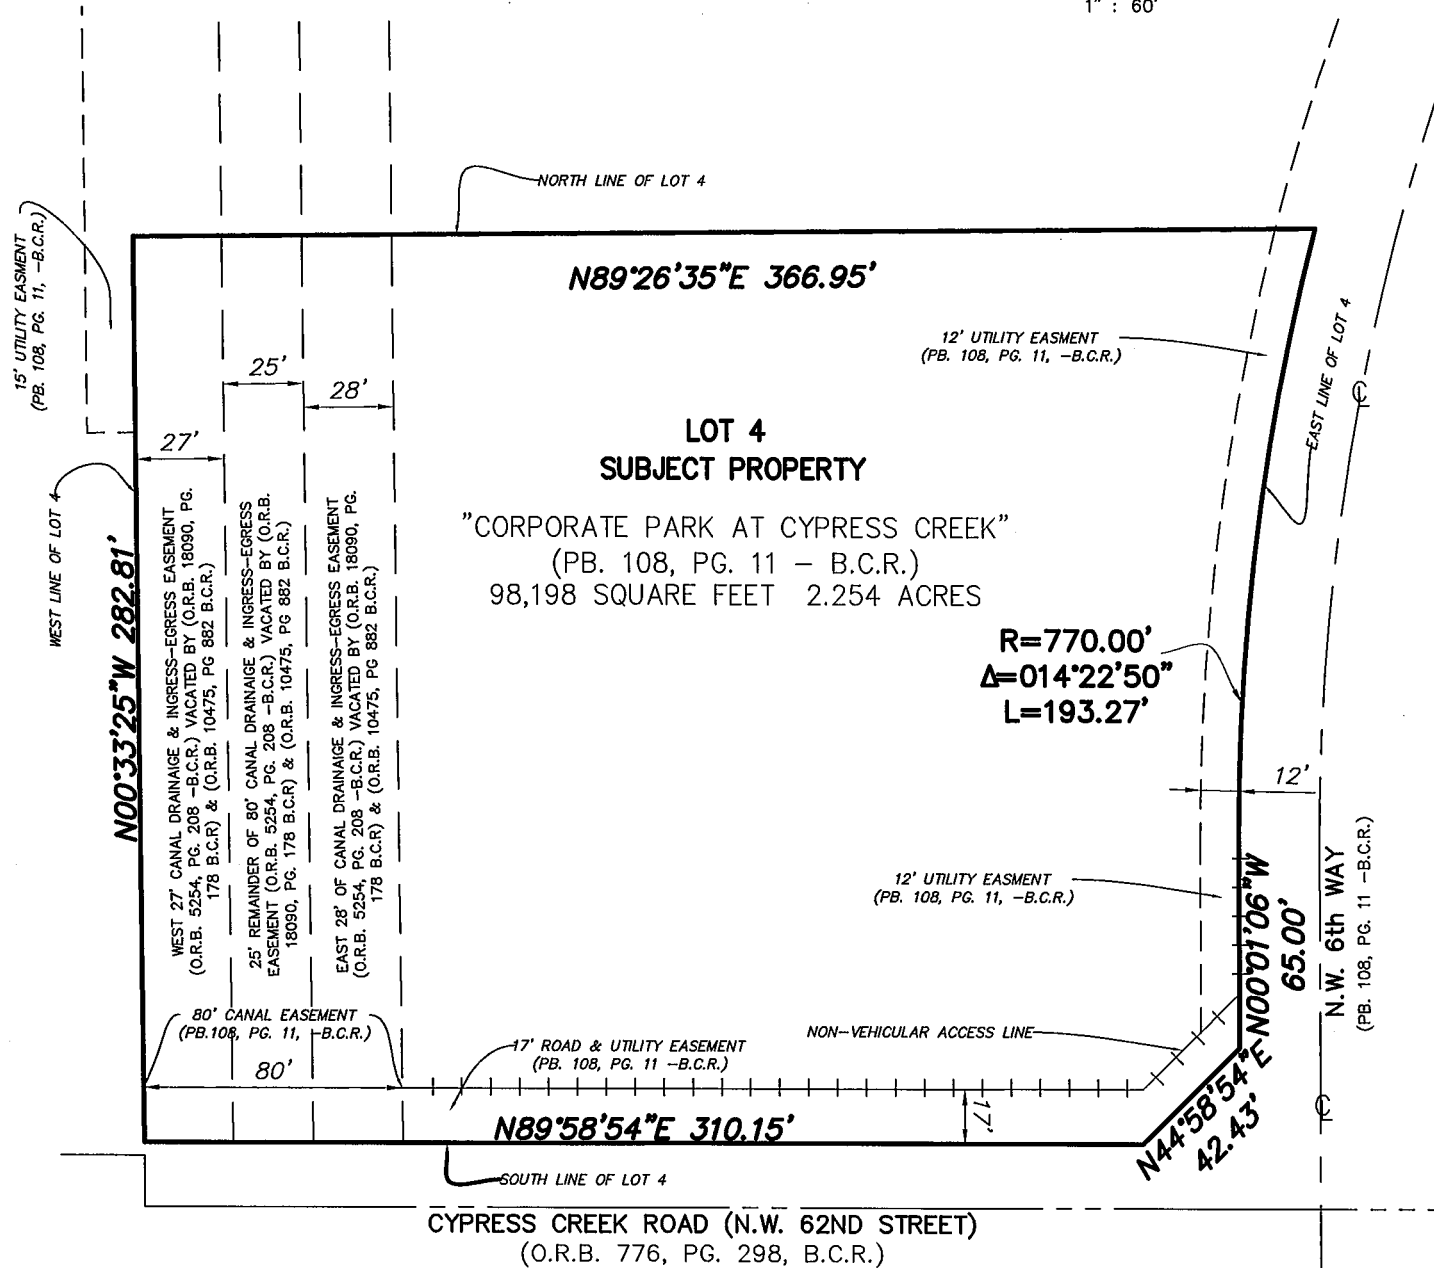 1" : 60'
NORTH LINE OF LOT 4
15' UTILITY EASMENT
(PB. 108, PG. 11, -B.C.R.)
N89°26'35"E 366.95'
12' UTILITY EASMENT
(PB. 108, PG. 11, -B.C.R.)
EAST LINE OF LOT 4
25'
28'
27'
LOT 4
SUBJECT PROPERTY
"CORPORATE PARK AT CYPRESS CREEK"
(PB. 108, PG. 11 - B.C.R.)
98,198 SQUARE FEET 2.254 ACRES
WEST LINE OF LOT 4
N00°33'25"W 282.81'
WEST 27' CANAL DRAINAIGE & INGRESS-EGRESS EASEMENT
(O.R.B. 5254, PG. 208 -B.C.R.) VACATED BY (O.R.B. 18090, PG.
178 B.C.R) & (O.R.B. 10475, PG 882 B.C.R.)
25' REMAINDER OF 80' CANAL DRAINAIGE & INGRESS-EGRESS
EASEMENT (O.R.B. 5254, PG. 208 -B.C.R.) VACATED BY (O.R.B.
18090, PG. 178 B.C.R) & (O.R.B. 10475, PG 882 B.C.R.)
EAST 28' OF CANAL DRAINAIGE & INGRESS-EGRESS EASEMENT
(O.R.B. 5254, PG. 208 -B.C.R.) VACATED BY (O.R.B. 18090, PG.
178 B.C.R) & (O.R.B. 10475, PG 882 B.C.R.)
R=770.00'
Δ=014°22'50"
L=193.27'
12'
12' UTILITY EASMENT
(PB. 108, PG. 11, -B.C.R.)
N00°01'06"W
65.00'
N.W. 6th WAY
(PB. 108, PG. 11 -B.C.R.)
80' CANAL EASEMENT
(PB.108, PG. 11, -B.C.R.)
80'
17' ROAD & UTILITY EASEMENT
(PB. 108, PG. 11 -B.C.R.)
NON-VEHICULAR ACCESS LINE
17'
N89°58'54"E 310.15'
N44°58'54"E
42.43'
SOUTH LINE OF LOT 4
CYPRESS CREEK ROAD (N.W. 62ND STREET)
(O.R.B. 776, PG. 298, B.C.R.)